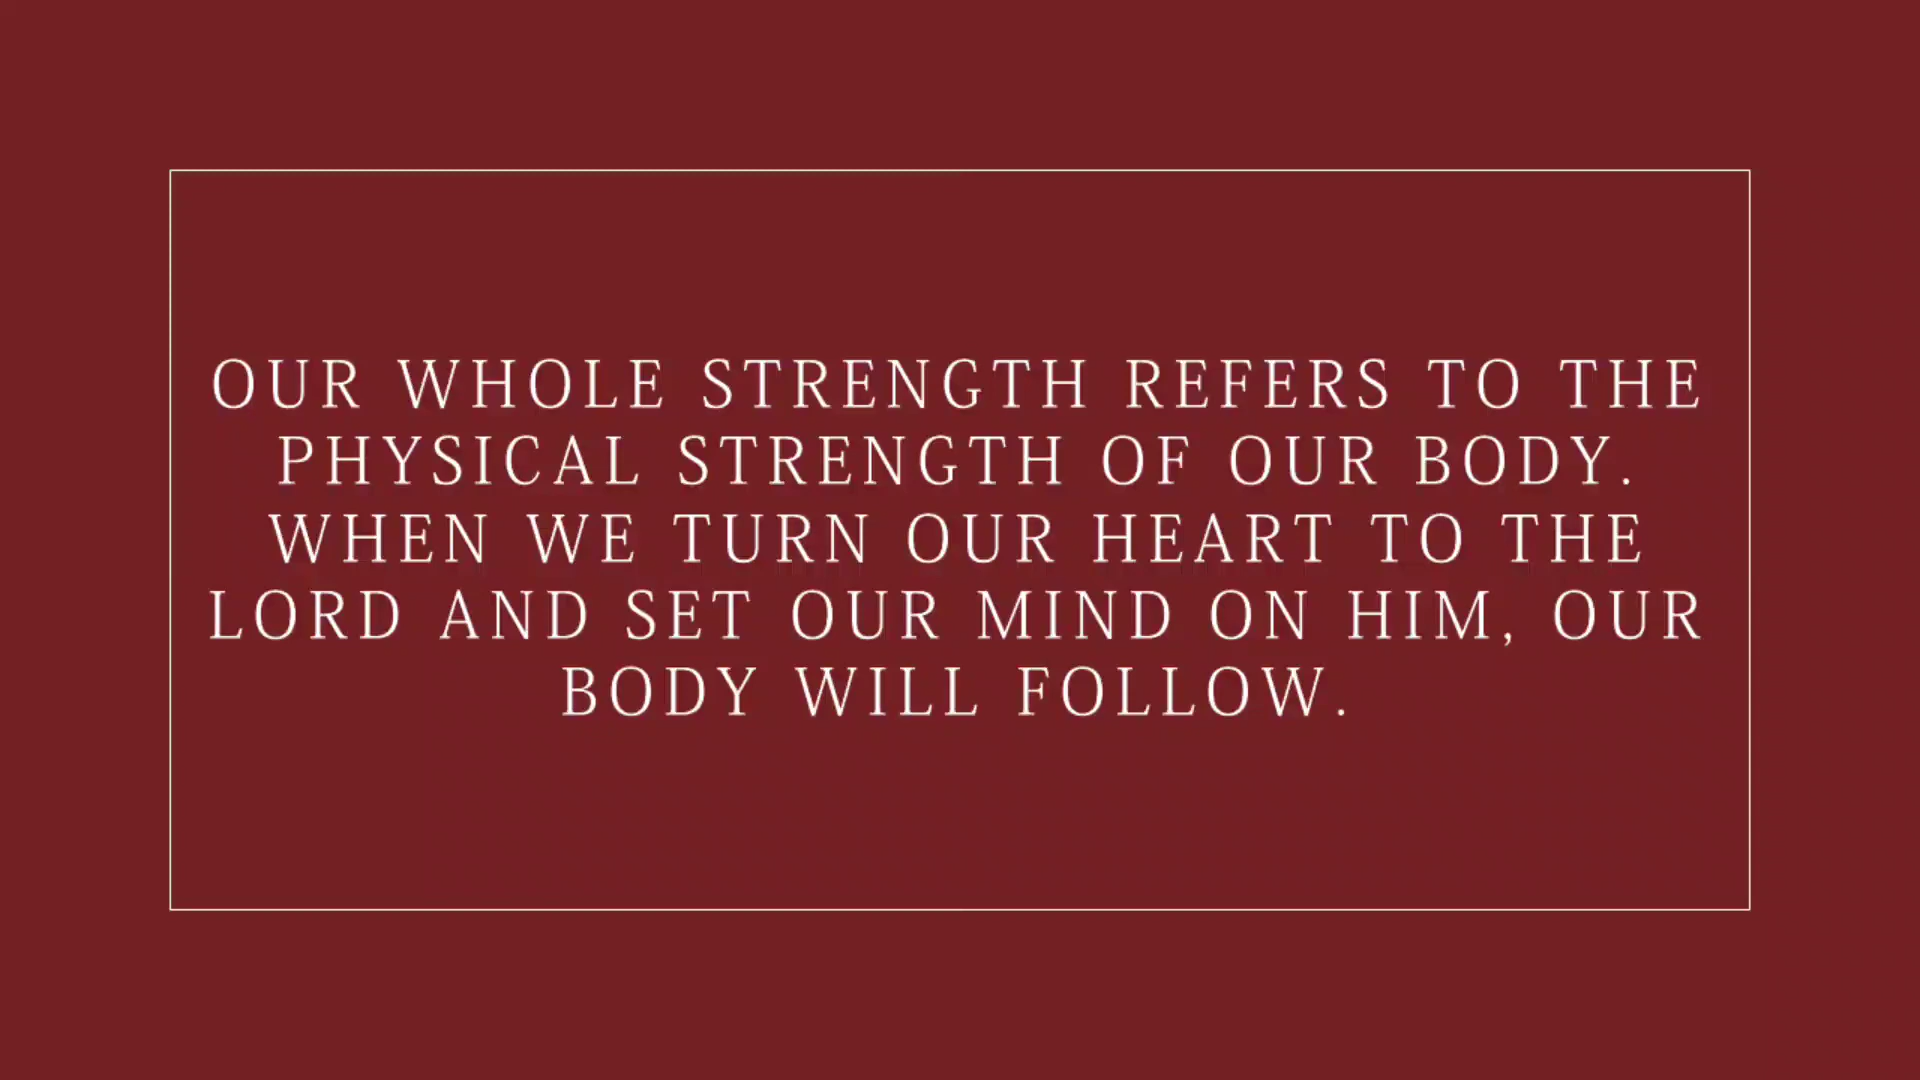 OUR WHOLE STRENGTH REFERS TO THE
PHYSICAL STRENGTH OF OUR BODY.
WHEN WE TURN OUR HEART TO THE
LORD AND SET OUR MIND ON HIM, OUR
BODY WILL FOLLOW.